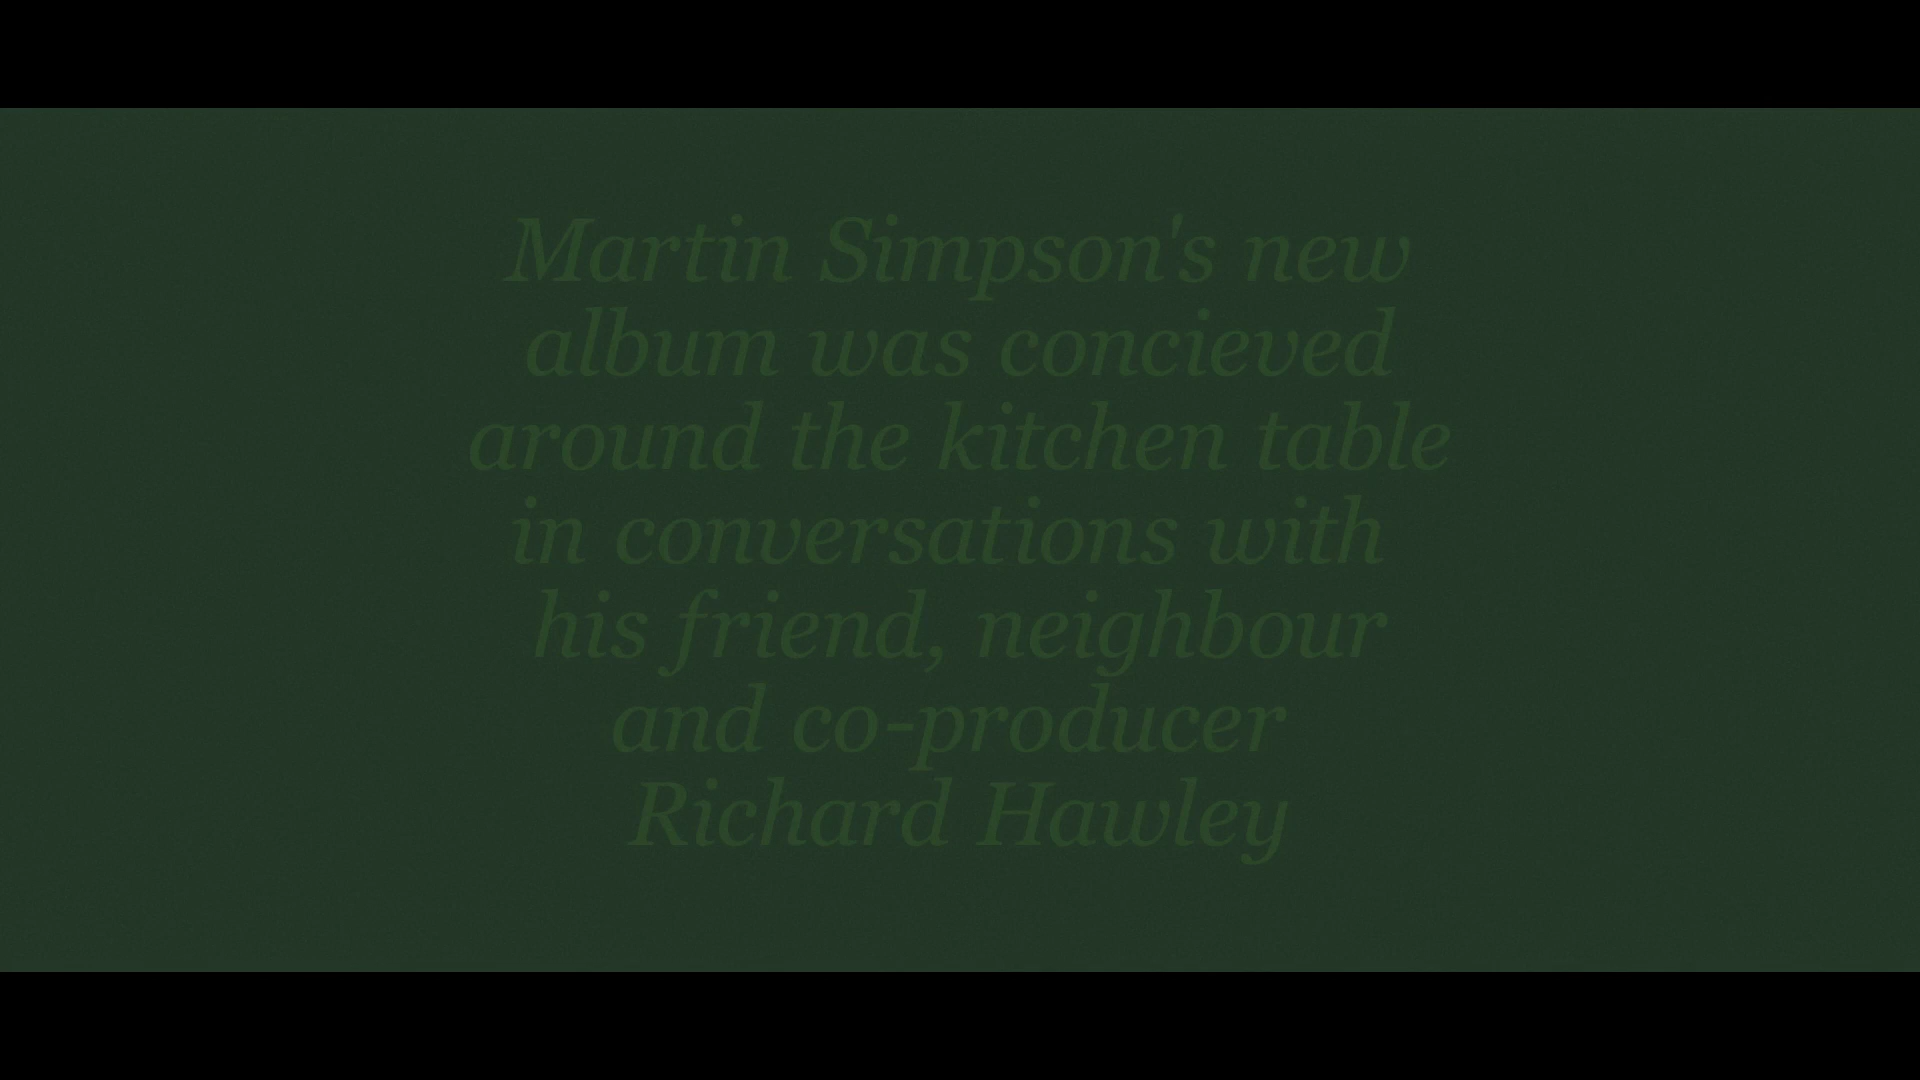 Martin Simpson's new
album was concieved
around the kitchen table
in conversations with
his friend, neighbour
and co-producer
Richard Hawley